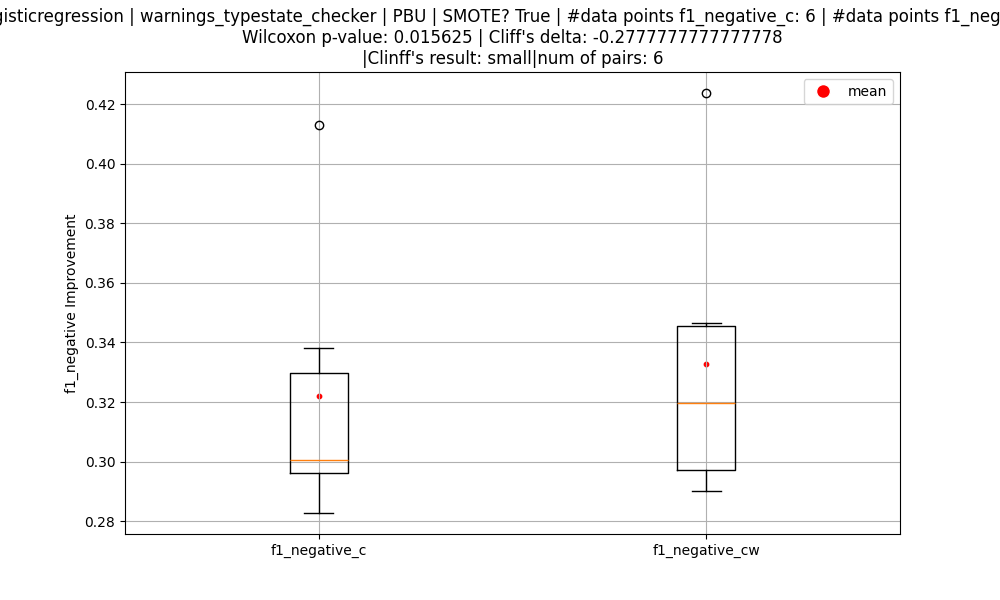 gisticregression | warnings_typestate_checker | PBU | SMOTE? True | #data points f1_negative_c: 6 | #data points f1_neg
Wilcoxon p-value: 0.015625 | Cliff's delta: -0.2777777777777778
|Clinff's result: small|num of pairs: 6
mean
0.42
0.40
0.38
0.36
0.34
0.32
0.30
0.28
f1_negative Improvement
f1_negative_c
f1_negative_cw